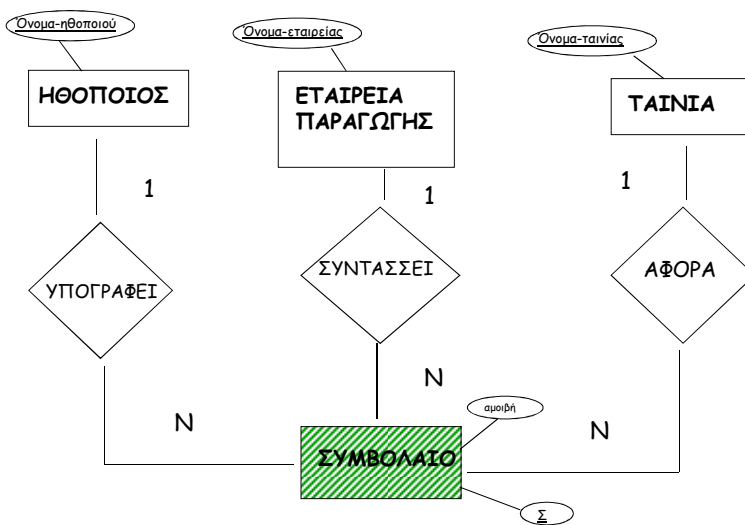 Όνομα-ηθοποιού
Όνομα-εταιρείας
Όνομα-ταινίας
ΗΘΟΠΟΙΟΣ
ΕΤΑΙΡΕΙΑ
ΠΑΡΑΓΩΓΗΣ
ΤΑΙΝΙΑ
1
1
1
ΥΠΟΓΡΑΦΕΙ
ΣΥΝΤΑΣΣΕΙ
ΑΦΟΡΑ
N
N
N
αμοιβή
ΣΥΜΒΟΛΑΙΟ
Σ